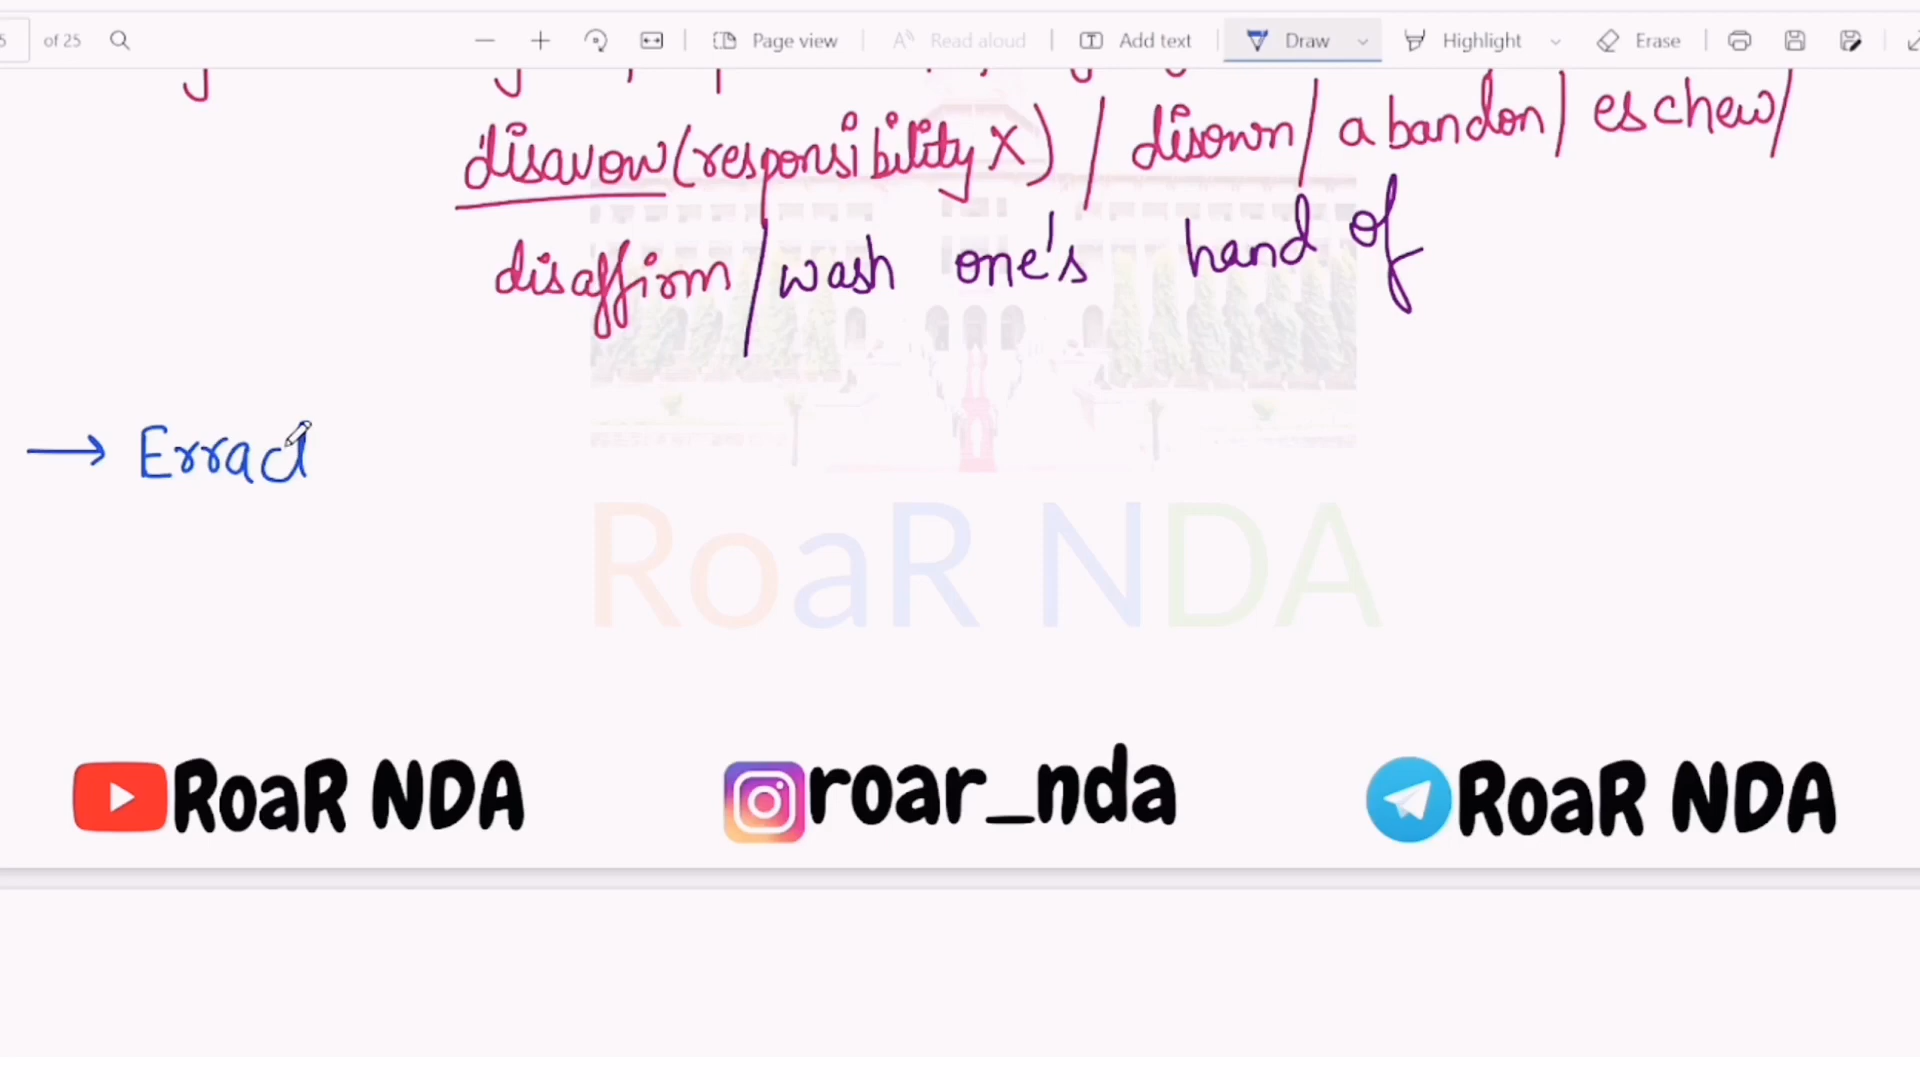 of 25 Page view Read aloud Add text Draw Highlight Erase
disavow (responsibility X) / disown / abandon / eschew /
disaffirm / wash one's hand of
→ Errad
RoaR NDA
RoaR NDA roar_nda RoaR NDA